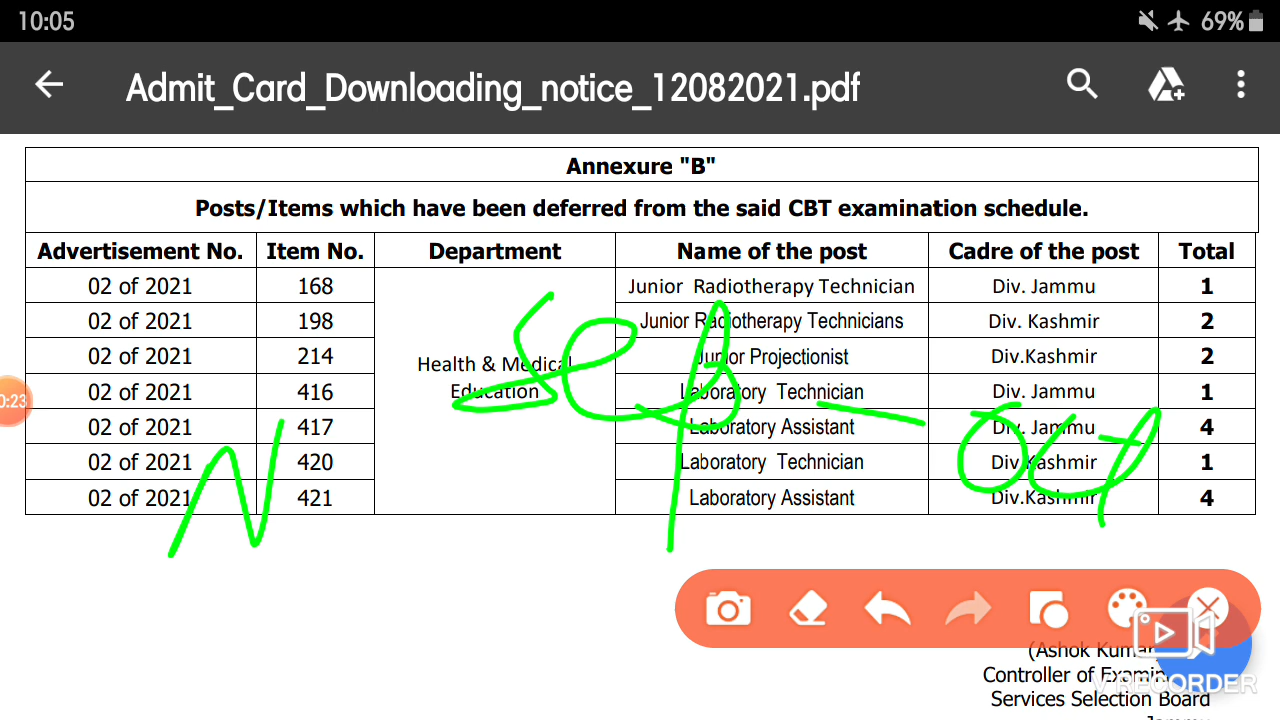 10:05 69%
Admit_Card_Downloading_notice_12082021.pdf
Annexure "B"
Posts/Items which have been deferred from the said CBT examination schedule.
Advertisement No. Item No. Department Name of the post Cadre of the post Total
02 of 2021 168 Junior Radiotherapy Technician Div. Jammu 1
02 of 2021 198 Junior Radiotherapy Technicians Div. Kashmir 2
02 of 2021 214 Health & Medical Education Junior Projectionist Div.Kashmir 2
02 of 2021 416 Laboratory Technician Div. Jammu 1
02 of 2021 417 Laboratory Assistant Div. Jammu 4
02 of 2021 420 Laboratory Technician Div.Kashmir 1
02 of 2021 421 Laboratory Assistant Div.Kashmir 4
0:23
N Sep - Oct
(Ashok Kumar
Controller of Examin
Services Selection Board
Jammu
V RECORDER